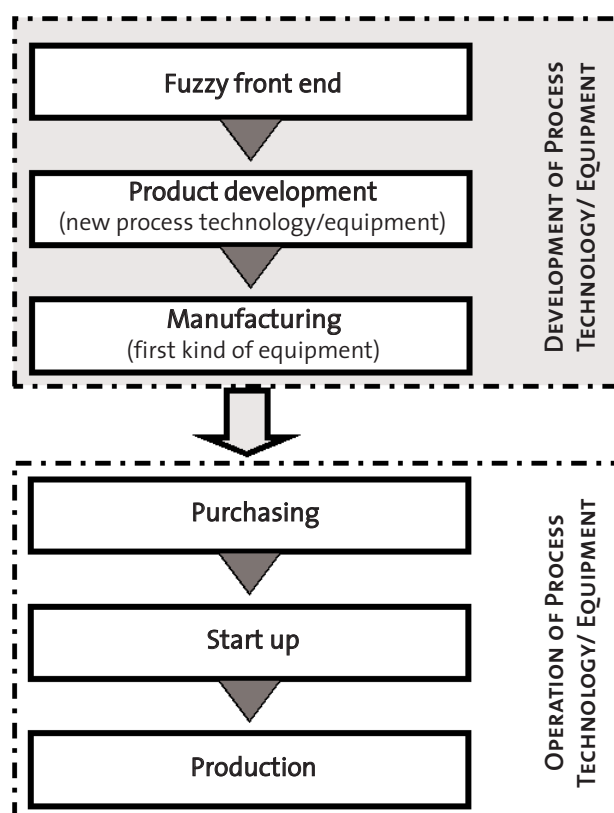 Fuzzy front end
Product development
(new process technology/equipment)
Manufacturing
(first kind of equipment)
DEVELOPMENT OF PROCESS
TECHNOLOGY/ EQUIPMENT
Purchasing
Start up
Production
OPERATION OF PROCESS
TECHNOLOGY/ EQUIPMENT